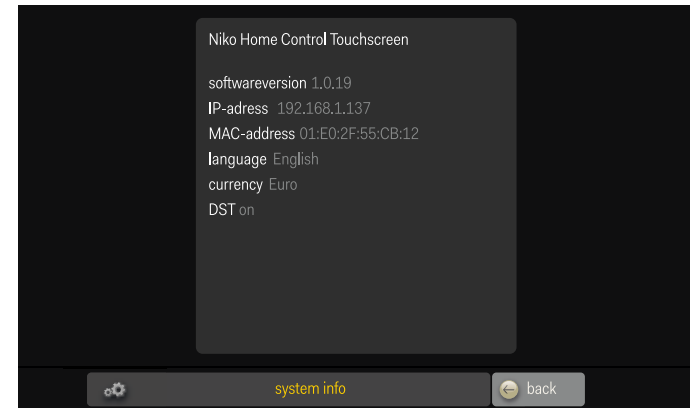 Niko Home Control Touchscreen
softwareversion 1.0.19
IP-adress 192.168.1.137
MAC-address 01:E0:2F:55:CB:12
language English
currency Euro
DST on
system info
back